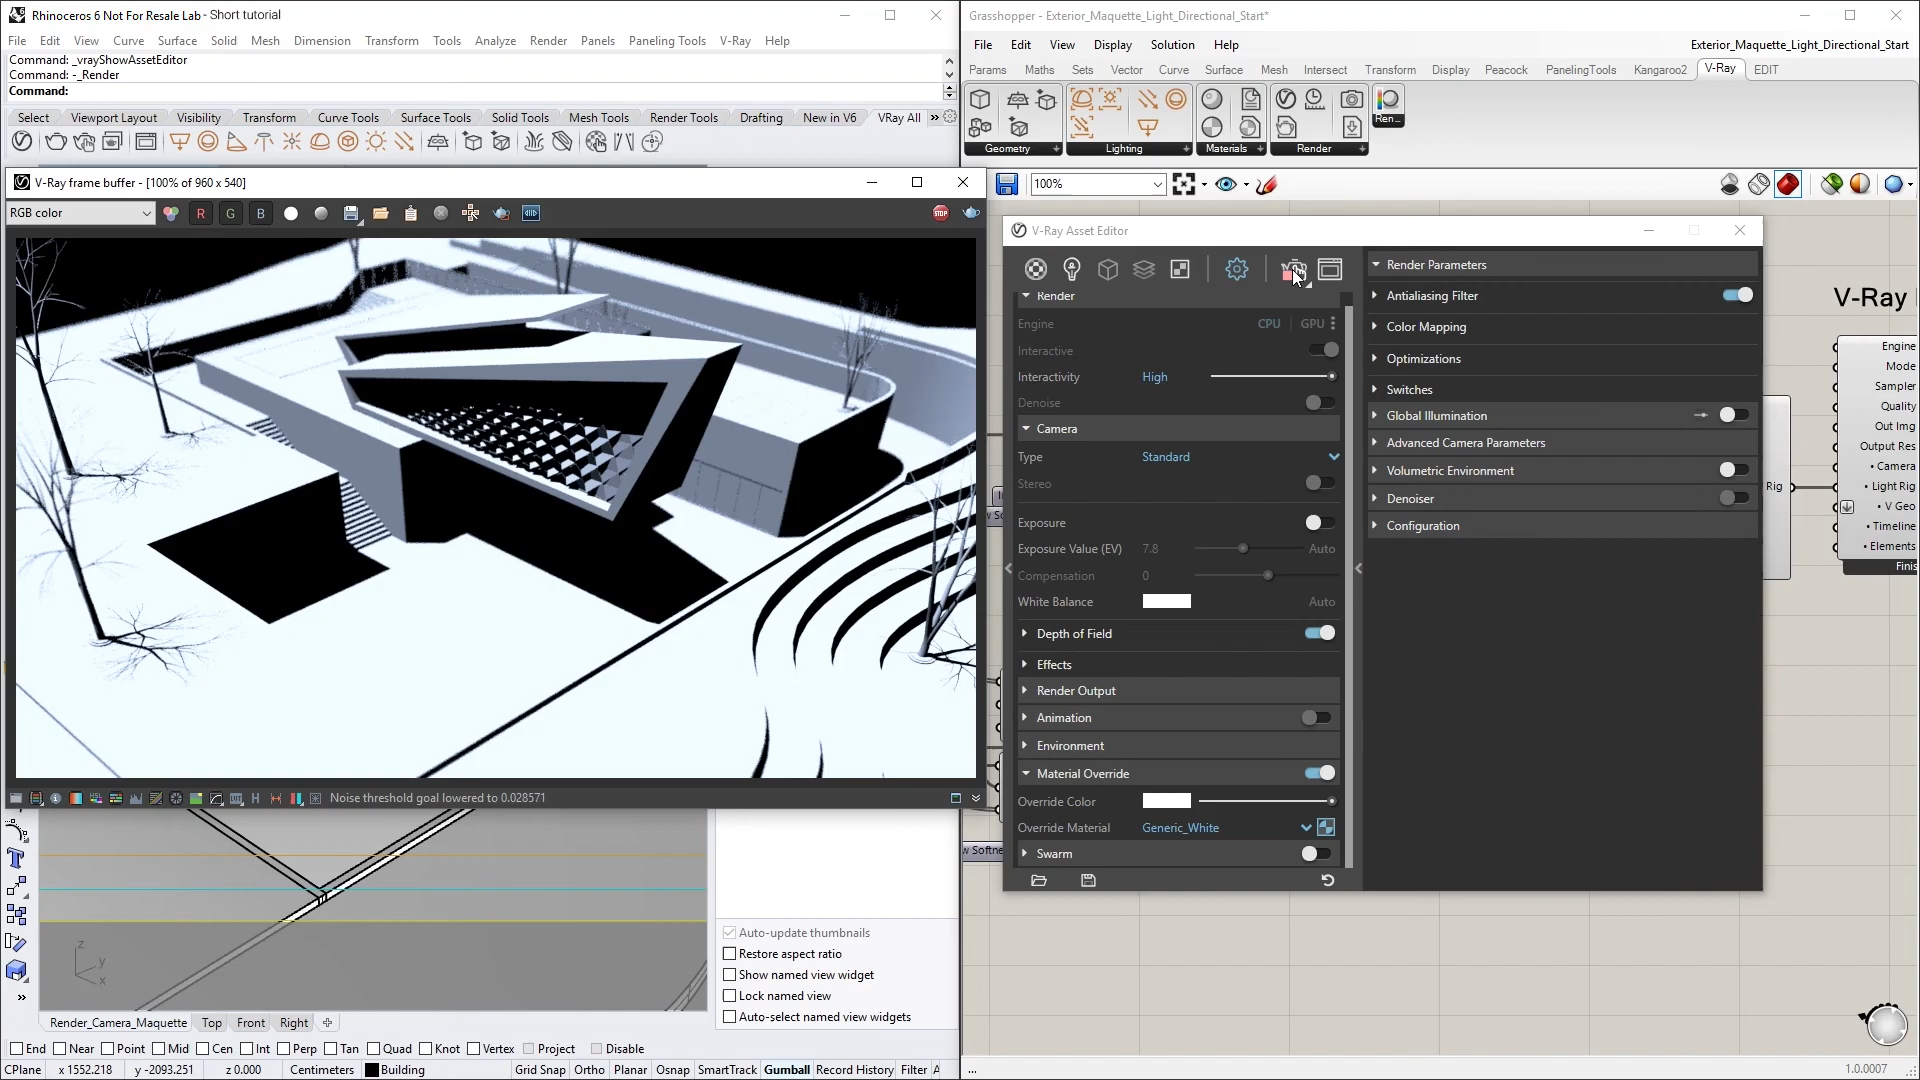 Rhinoceros 6 Not For Resale Lab - Short tutorial
File Edit View Curve Surface Solid Mesh Dimension Transform Tools Analyze Render Panels Paneling Tools V-Ray Help
Command: _vrayShowAssetEditor
Command: -_Render
Command:
Select Viewport Layout Visibility Transform Curve Tools Surface Tools Solid Tools Mesh Tools Render Tools Drafting New in V6 VRay All
V-Ray frame buffer - [100% of 960 x 540]
RGB color
R G B
STOP
Noise threshold goal lowered to 0.028571
z
y
x
Auto-update thumbnails
Restore aspect ratio
Show named view widget
Lock named view
Auto-select named view widgets
Render_Camera_Maquette Top Front Right
End Near Point Mid Cen Int Perp Tan Quad Knot Vertex Project Disable
CPlane x 1552.218 y -2093.251 z 0.000 Centimeters Building Grid Snap Ortho Planar Osnap SmartTrack Gumball Record History Filter A
Grasshopper - Exterior_Maquette_Light_Directional_Start*
File Edit View Display Solution Help
Exterior_Maquette_Light_Directional_Start
Params Maths Sets Vector Curve Surface Mesh Intersect Transform Display Peacock PanelingTools Kangaroo2 V-Ray EDIT
Geometry Lighting Materials Render
Ren...
100%
V-Ray Asset Editor
Render
Engine CPU GPU
Interactive
Interactivity High
Denoise
Camera
Type Standard
Stereo
Exposure
Exposure Value (EV) 7.8 Auto
Compensation 0
White Balance Auto
Depth of Field
Effects
Render Output
Animation
Environment
Material Override
Override Color
Override Material Generic_White
Swarm
Render Parameters
Antialiasing Filter
Color Mapping
Optimizations
Switches
Global Illumination
Advanced Camera Parameters
Volumetric Environment
Denoiser
Configuration
V-Ray
Engine
Mode
Sampler
Quality
Out Img
Output Res
• Camera
• Light Rig
• V Geo
• Timeline
• Elements
Finis
Rig
w Softne
... 1.0.0007